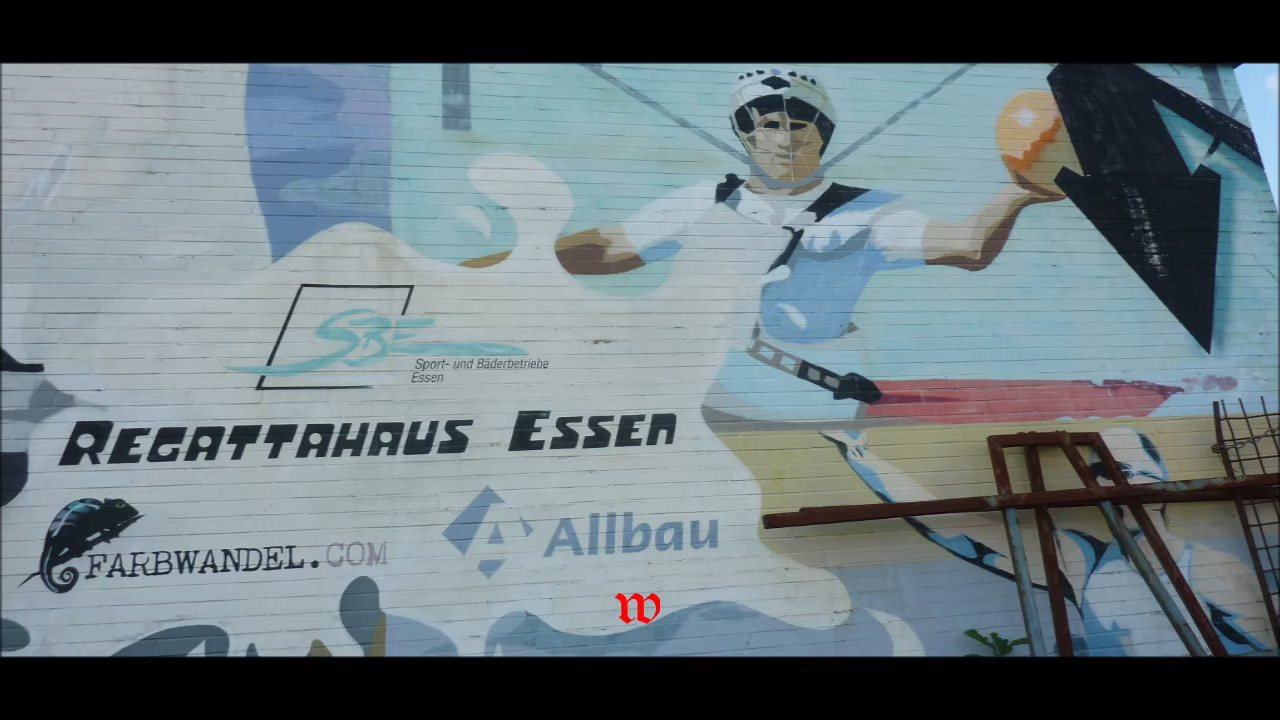 SBE
Sport- und Bäderbetriebe
Essen
REGATTAHAUS ESSEN
FARBWANDEL.COM
Allbau
𝔴